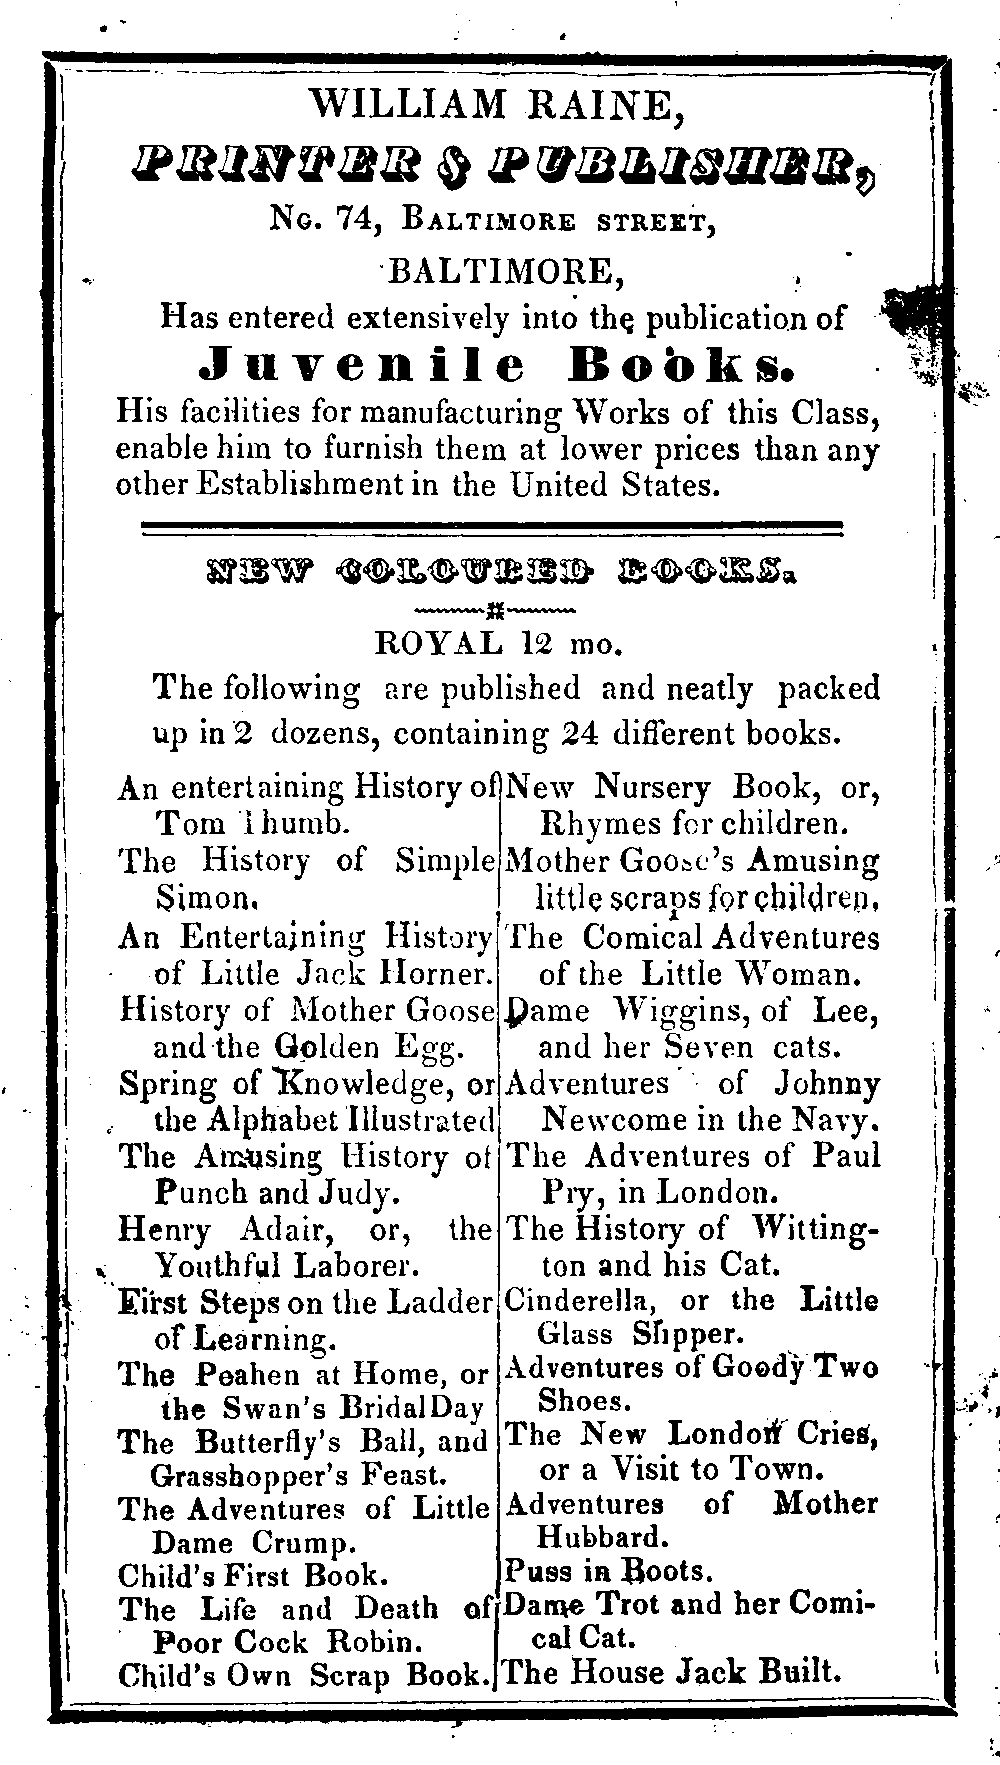 WILLIAM RAINE,
PRINTER & PUBLISHER,
No. 74, BALTIMORE STREET,
BALTIMORE,
Has entered extensively into the publication of
Juvenile Books.
His facilities for manufacturing Works of this Class,
enable him to furnish them at lower prices than any
other Establishment in the United States.
NEW COLOURED BOOKS.
ROYAL 12 mo.
The following are published and neatly packed
up in 2 dozens, containing 24 different books.
An entertaining History of
Tom Thumb.
The History of Simple
Simon.
An Entertaining History
of Little Jack Horner.
History of Mother Goose
and the Golden Egg.
Spring of Knowledge, or
the Alphabet Illustrated
The Amusing History of
Punch and Judy.
Henry Adair, or, the
Youthful Laborer.
First Steps on the Ladder
of Learning.
The Peahen at Home, or
the Swan's Bridal Day
The Butterfly's Ball, and
Grasshopper's Feast.
The Adventures of Little
Dame Crump.
Child's First Book.
The Life and Death of
Poor Cock Robin.
Child's Own Scrap Book.
New Nursery Book, or,
Rhymes for children.
Mother Goose's Amusing
little scraps for children.
The Comical Adventures
of the Little Woman.
Dame Wiggins, of Lee,
and her Seven cats.
Adventures of Johnny
Newcome in the Navy.
The Adventures of Paul
Pry, in London.
The History of Witting-
ton and his Cat.
Cinderella, or the Little
Glass Slipper.
Adventures of Goody Two
Shoes.
The New London Cries,
or a Visit to Town.
Adventures of Mother
Hubbard.
Puss in Boots.
Dame Trot and her Comi-
cal Cat.
The House Jack Built.